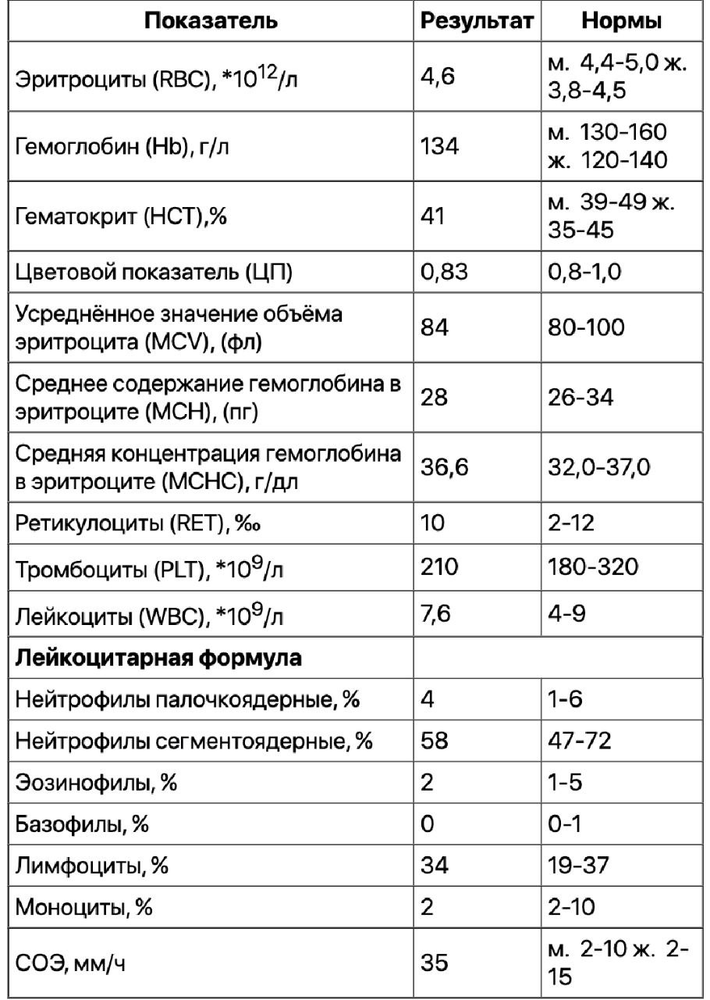 Показатель Результат Нормы
Эритроциты (RBC), *10¹²/л 4,6 м. 4,4-5,0 ж.
3,8-4,5
Гемоглобин (Hb), г/л 134 м. 130-160
ж. 120-140
Гематокрит (HCT),% 41 м. 39-49 ж.
35-45
Цветовой показатель (ЦП) 0,83 0,8-1,0
Усреднённое значение объёма
эритроцита (MCV), (фл) 84 80-100
Среднее содержание гемоглобина в
эритроците (MCH), (пг) 28 26-34
Средняя концентрация гемоглобина
в эритроците (MCHC), г/дл 36,6 32,0-37,0
Ретикулоциты (RET), ‰ 10 2-12
Тромбоциты (PLT), *10⁹/л 210 180-320
Лейкоциты (WBC), *10⁹/л 7,6 4-9
Лейкоцитарная формула
Нейтрофилы палочкоядерные, % 4 1-6
Нейтрофилы сегментоядерные, % 58 47-72
Эозинофилы, % 2 1-5
Базофилы, % 0 0-1
Лимфоциты, % 34 19-37
Моноциты, % 2 2-10
СОЭ, мм/ч 35 м. 2-10 ж. 2-
15